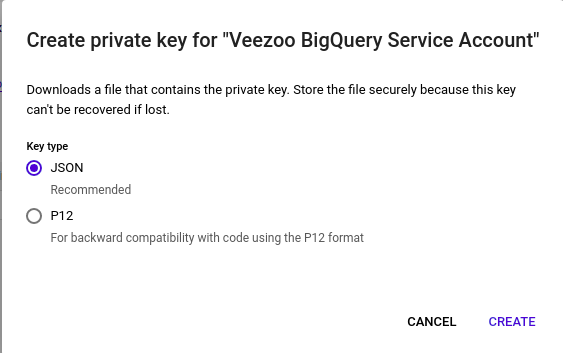 Create private key for "Veezoo BigQuery Service Account"
Downloads a file that contains the private key. Store the file securely because this key
can't be recovered if lost.
Key type
JSON
Recommended
P12
For backward compatibility with code using the P12 format
CANCEL CREATE